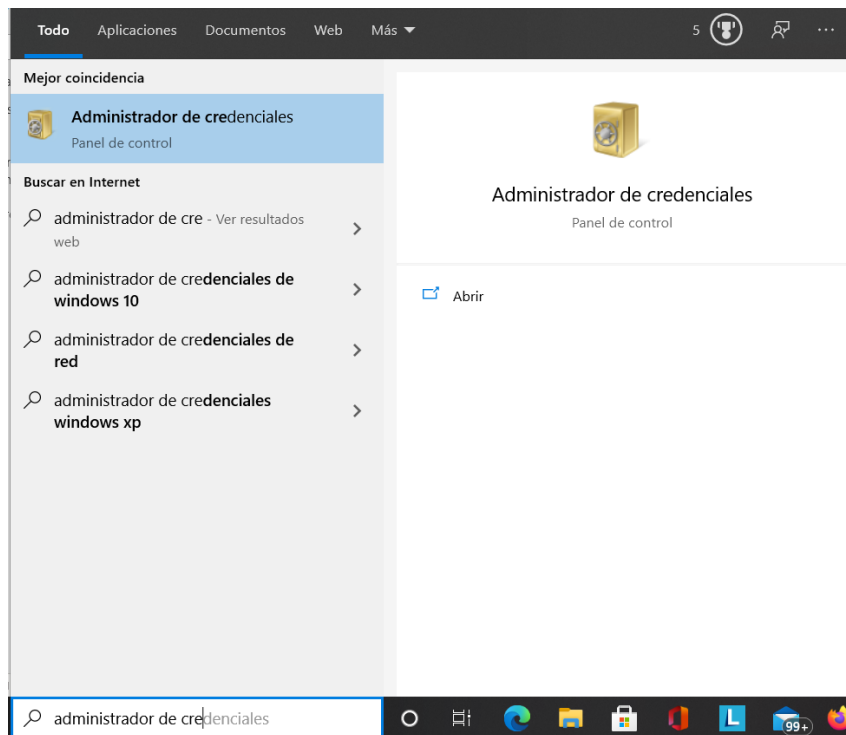 Todo Aplicaciones Documentos Web Más 5 ...
Mejor coincidencia
Administrador de credenciales
Panel de control
Buscar en Internet
administrador de cre - Ver resultados
web
administrador de credenciales de
windows 10
administrador de credenciales de
red
administrador de credenciales
windows xp
Administrador de credenciales
Panel de control
Abrir
administrador de credenciales
L
99+